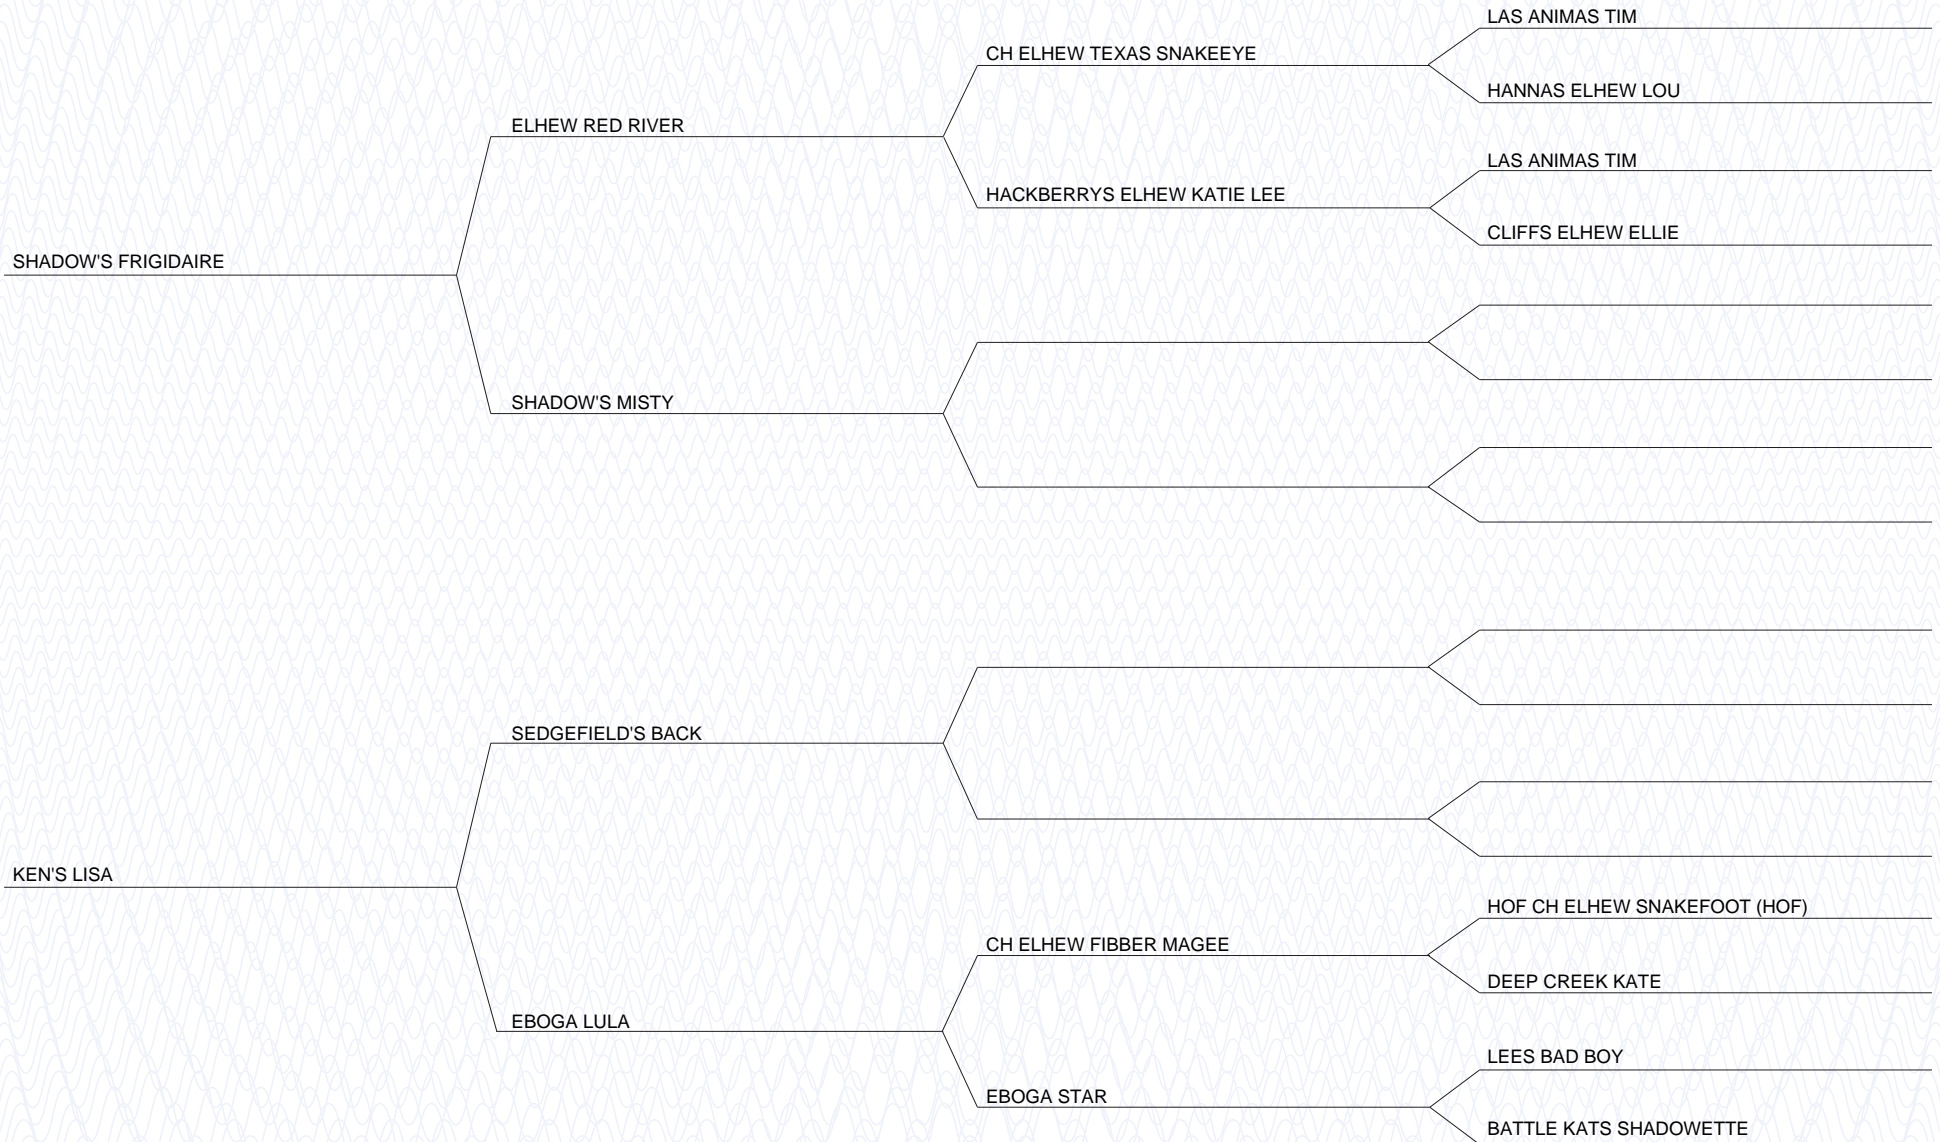 LAS ANIMAS TIM
CH ELHEW TEXAS SNAKEEYE
HANNAS ELHEW LOU
ELHEW RED RIVER
LAS ANIMAS TIM
HACKBERRYS ELHEW KATIE LEE
CLIFFS ELHEW ELLIE
SHADOW'S FRIGIDAIRE
SHADOW'S MISTY
SEDGEFIELD'S BACK
KEN'S LISA
HOF CH ELHEW SNAKEFOOT (HOF)
CH ELHEW FIBBER MAGEE
DEEP CREEK KATE
EBOGA LULA
LEES BAD BOY
EBOGA STAR
BATTLE KATS SHADOWETTE